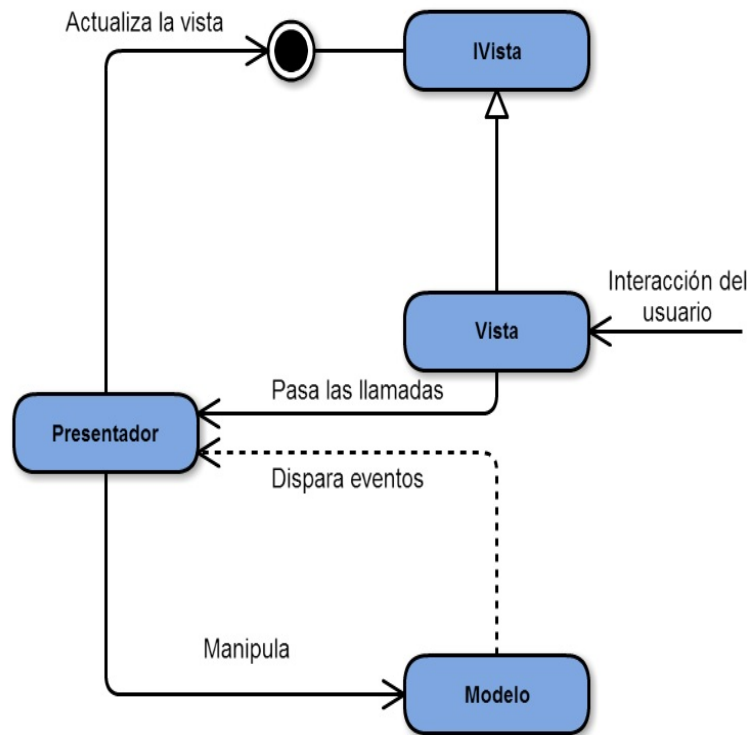 Actualiza la vista
IVista
Interacción del
usuario
Vista
Pasa las llamadas
Presentador
Dispara eventos
Manipula
Modelo